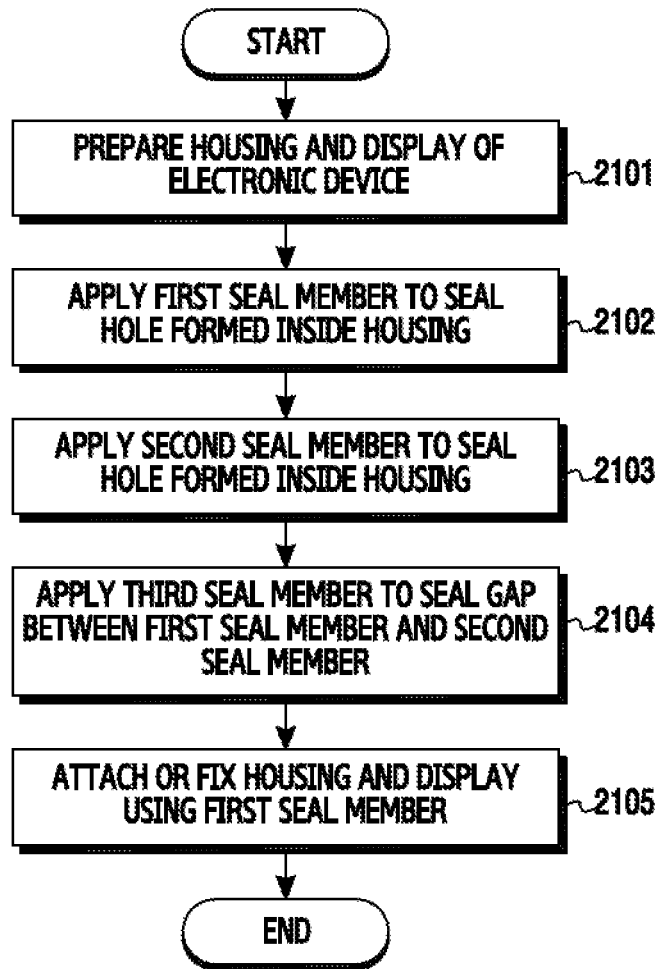 START
PREPARE HOUSING AND DISPLAY OF
ELECTRONIC DEVICE
2101
APPLY FIRST SEAL MEMBER TO SEAL
HOLE FORMED INSIDE HOUSING
2102
APPLY SECOND SEAL MEMBER TO SEAL
HOLE FORMED INSIDE HOUSING
2103
APPLY THIRD SEAL MEMBER TO SEAL GAP
BETWEEN FIRST SEAL MEMBER AND SECOND
SEAL MEMBER
2104
ATTACH OR FIX HOUSING AND DISPLAY
USING FIRST SEAL MEMBER
2105
END